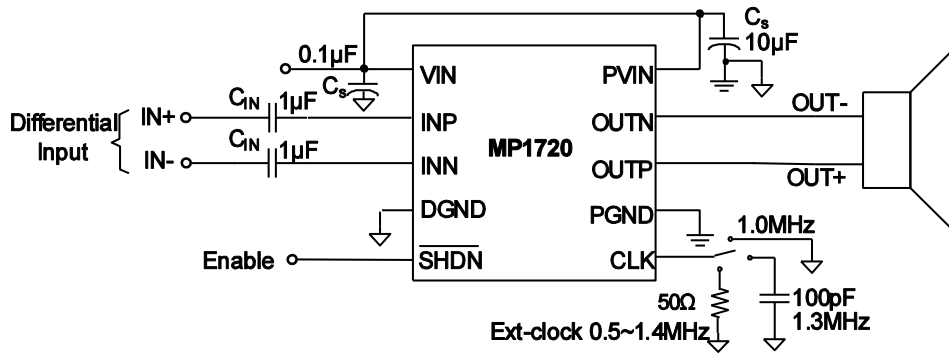 Cs
10µF
0.1µF
Cs
VIN
PVIN
CIN
1µF
IN+
INP
OUTN
OUT-
Differential
Input
CIN
1µF
IN-
INN
MP1720
OUTP
OUT+
DGND
PGND
1.0MHz
Enable
SHDN
CLK
50Ω
100pF
1.3MHz
Ext-clock 0.5~1.4MHz